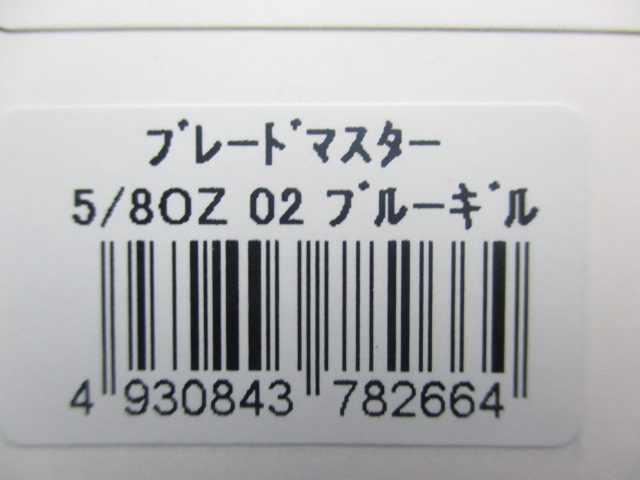 ﾌﾞﾚｰﾄﾞﾏｽﾀｰ
5/8OZ 02 ﾌﾞﾙｰｷﾞﾙ
4 930843 782664